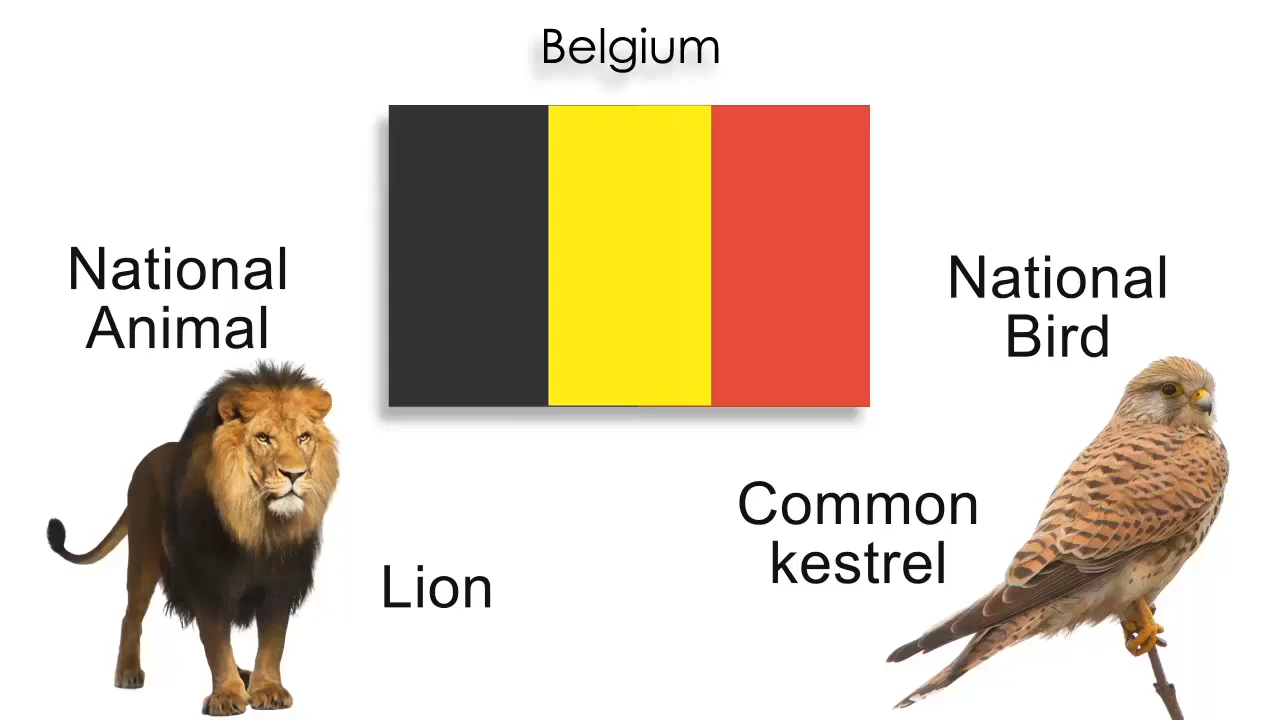 Belgium
National
Animal
National
Bird
Lion
Common
kestrel